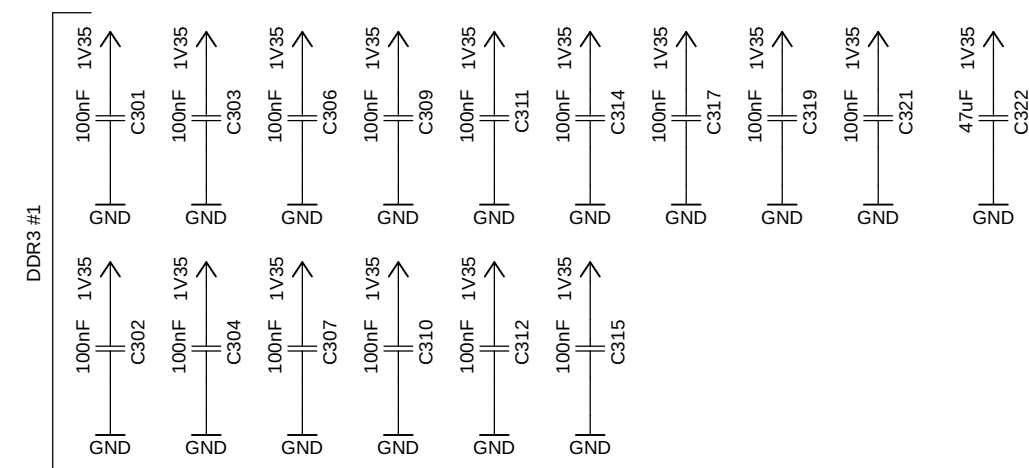 DDR3 #1
1V35 1V35 1V35 1V35 1V35 1V35 1V35 1V35 1V35 1V35
100nF C301 100nF C303 100nF C306 100nF C309 100nF C311 100nF C314 100nF C317 100nF C319 100nF C321 47uF C322
GND GND GND GND GND GND GND GND GND GND
1V35 1V35 1V35 1V35 1V35 1V35
100nF C302 100nF C304 100nF C307 100nF C310 100nF C312 100nF C315
GND GND GND GND GND GND